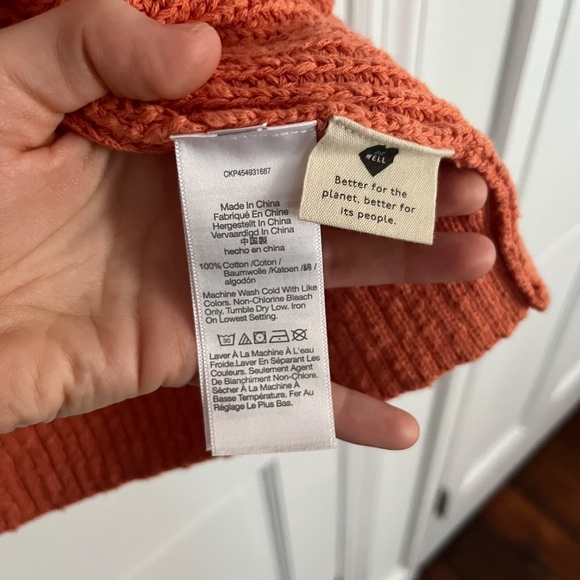 CKP454931687
Made In China
Fabriqué En Chine
Hergestellt In China
Vervaardigd In China
中国製
hecho en china
100% Cotton /Coton /
Baumwolle /Katoen /綿 /
algodón
Machine Wash Cold With Like
Colors. Non-Chlorine Bleach
Only. Tumble Dry Low. Iron
On Lowest Setting.
30
Laver À La Machine À L'eau
Froide.Laver En Séparant Les
Couleurs. Seulement Agent
De Blanchiment Non-Chlore.
Sécher À La Machine À
Basse Température. Fer Au
Réglage Le Plus Bas.
WELL
Better for the
planet, better for
its people.